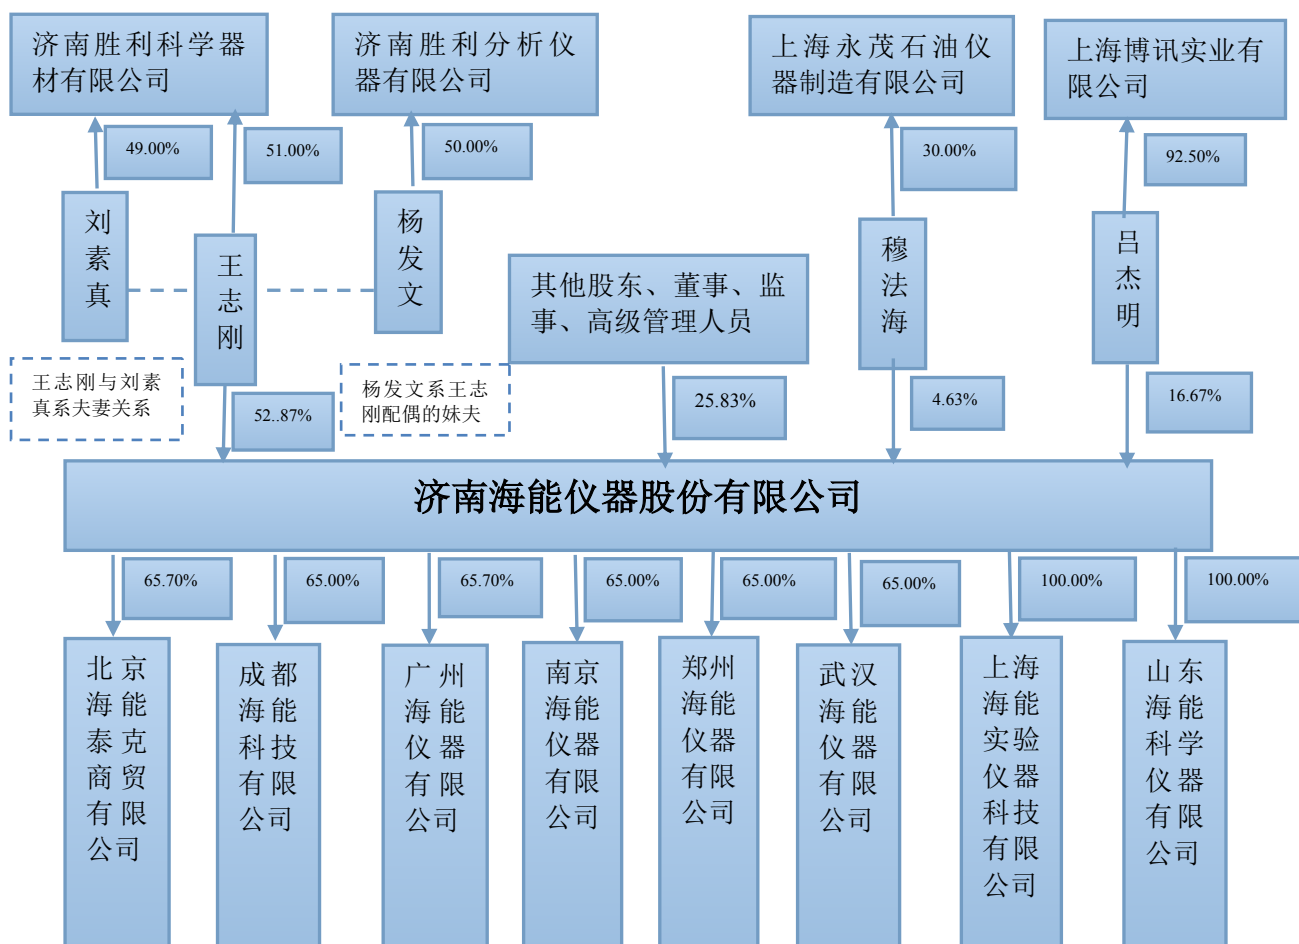 济南胜利科学器
材有限公司
济南胜利分析仪
器有限公司
上海永茂石油仪
器制造有限公司
上海博讯实业有
限公司
49.00%
51.00%
50.00%
30.00%
92.50%
刘
素
真
王
志
刚
杨
发
文
其他股东、董事、监
事、高级管理人员
穆
法
海
吕
杰
明
王志刚与刘素
真系夫妻关系
52..87%
杨发文系王志
刚配偶的妹夫
25.83%
4.63%
16.67%
济南海能仪器股份有限公司
65.70%
65.00%
65.70%
65.00%
65.00%
65.00%
100.00%
100.00%
北京
海能
泰克
商贸
有限
公司
成都
海能
科技
有限
公司
广州
海能
仪器
有限
公司
南京
海能
仪器
有限
公司
郑州
海能
仪器
有限
公司
武汉
海能
仪器
有限
公司
上海
海能
实验
仪器
科技
有限
公司
山东
海能
科学
仪器
有限
公司